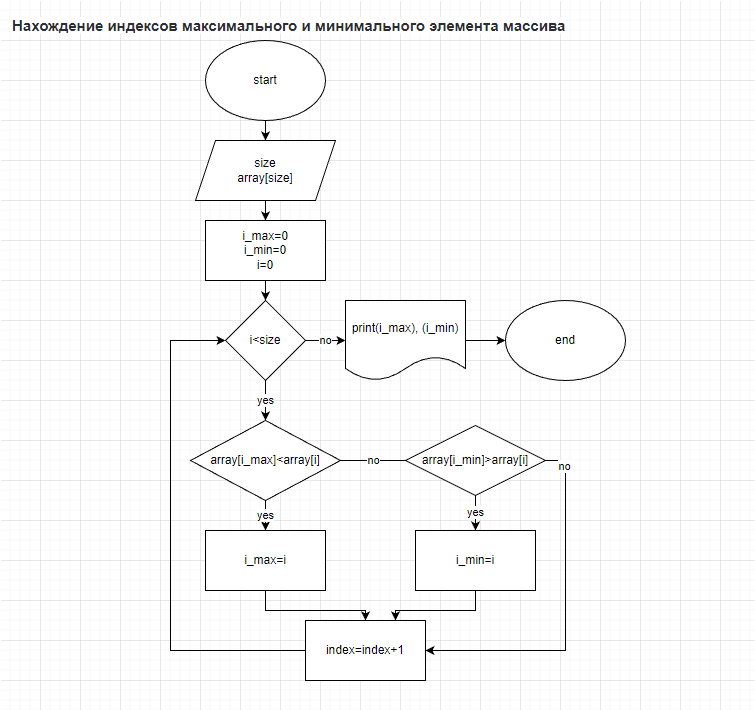 Нахождение индексов максимального и минимального элемента массива
start
size
array[size]
i_max=0
i_min=0
i=0
i<size
no
print(i_max), (i_min)
end
yes
array[i_max]<array[i]
no
array[i_min]>array[i]
no
yes
yes
i_max=i
i_min=i
index=index+1